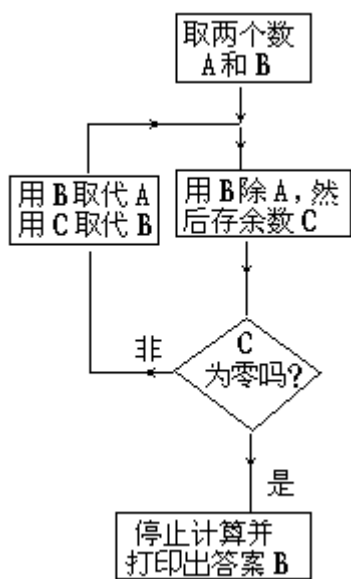 取两个数
A和B
用B取代A
用C取代B
用B除A,然
后存余数C
C
为零吗?
非
是
停止计算并
打印出答案B